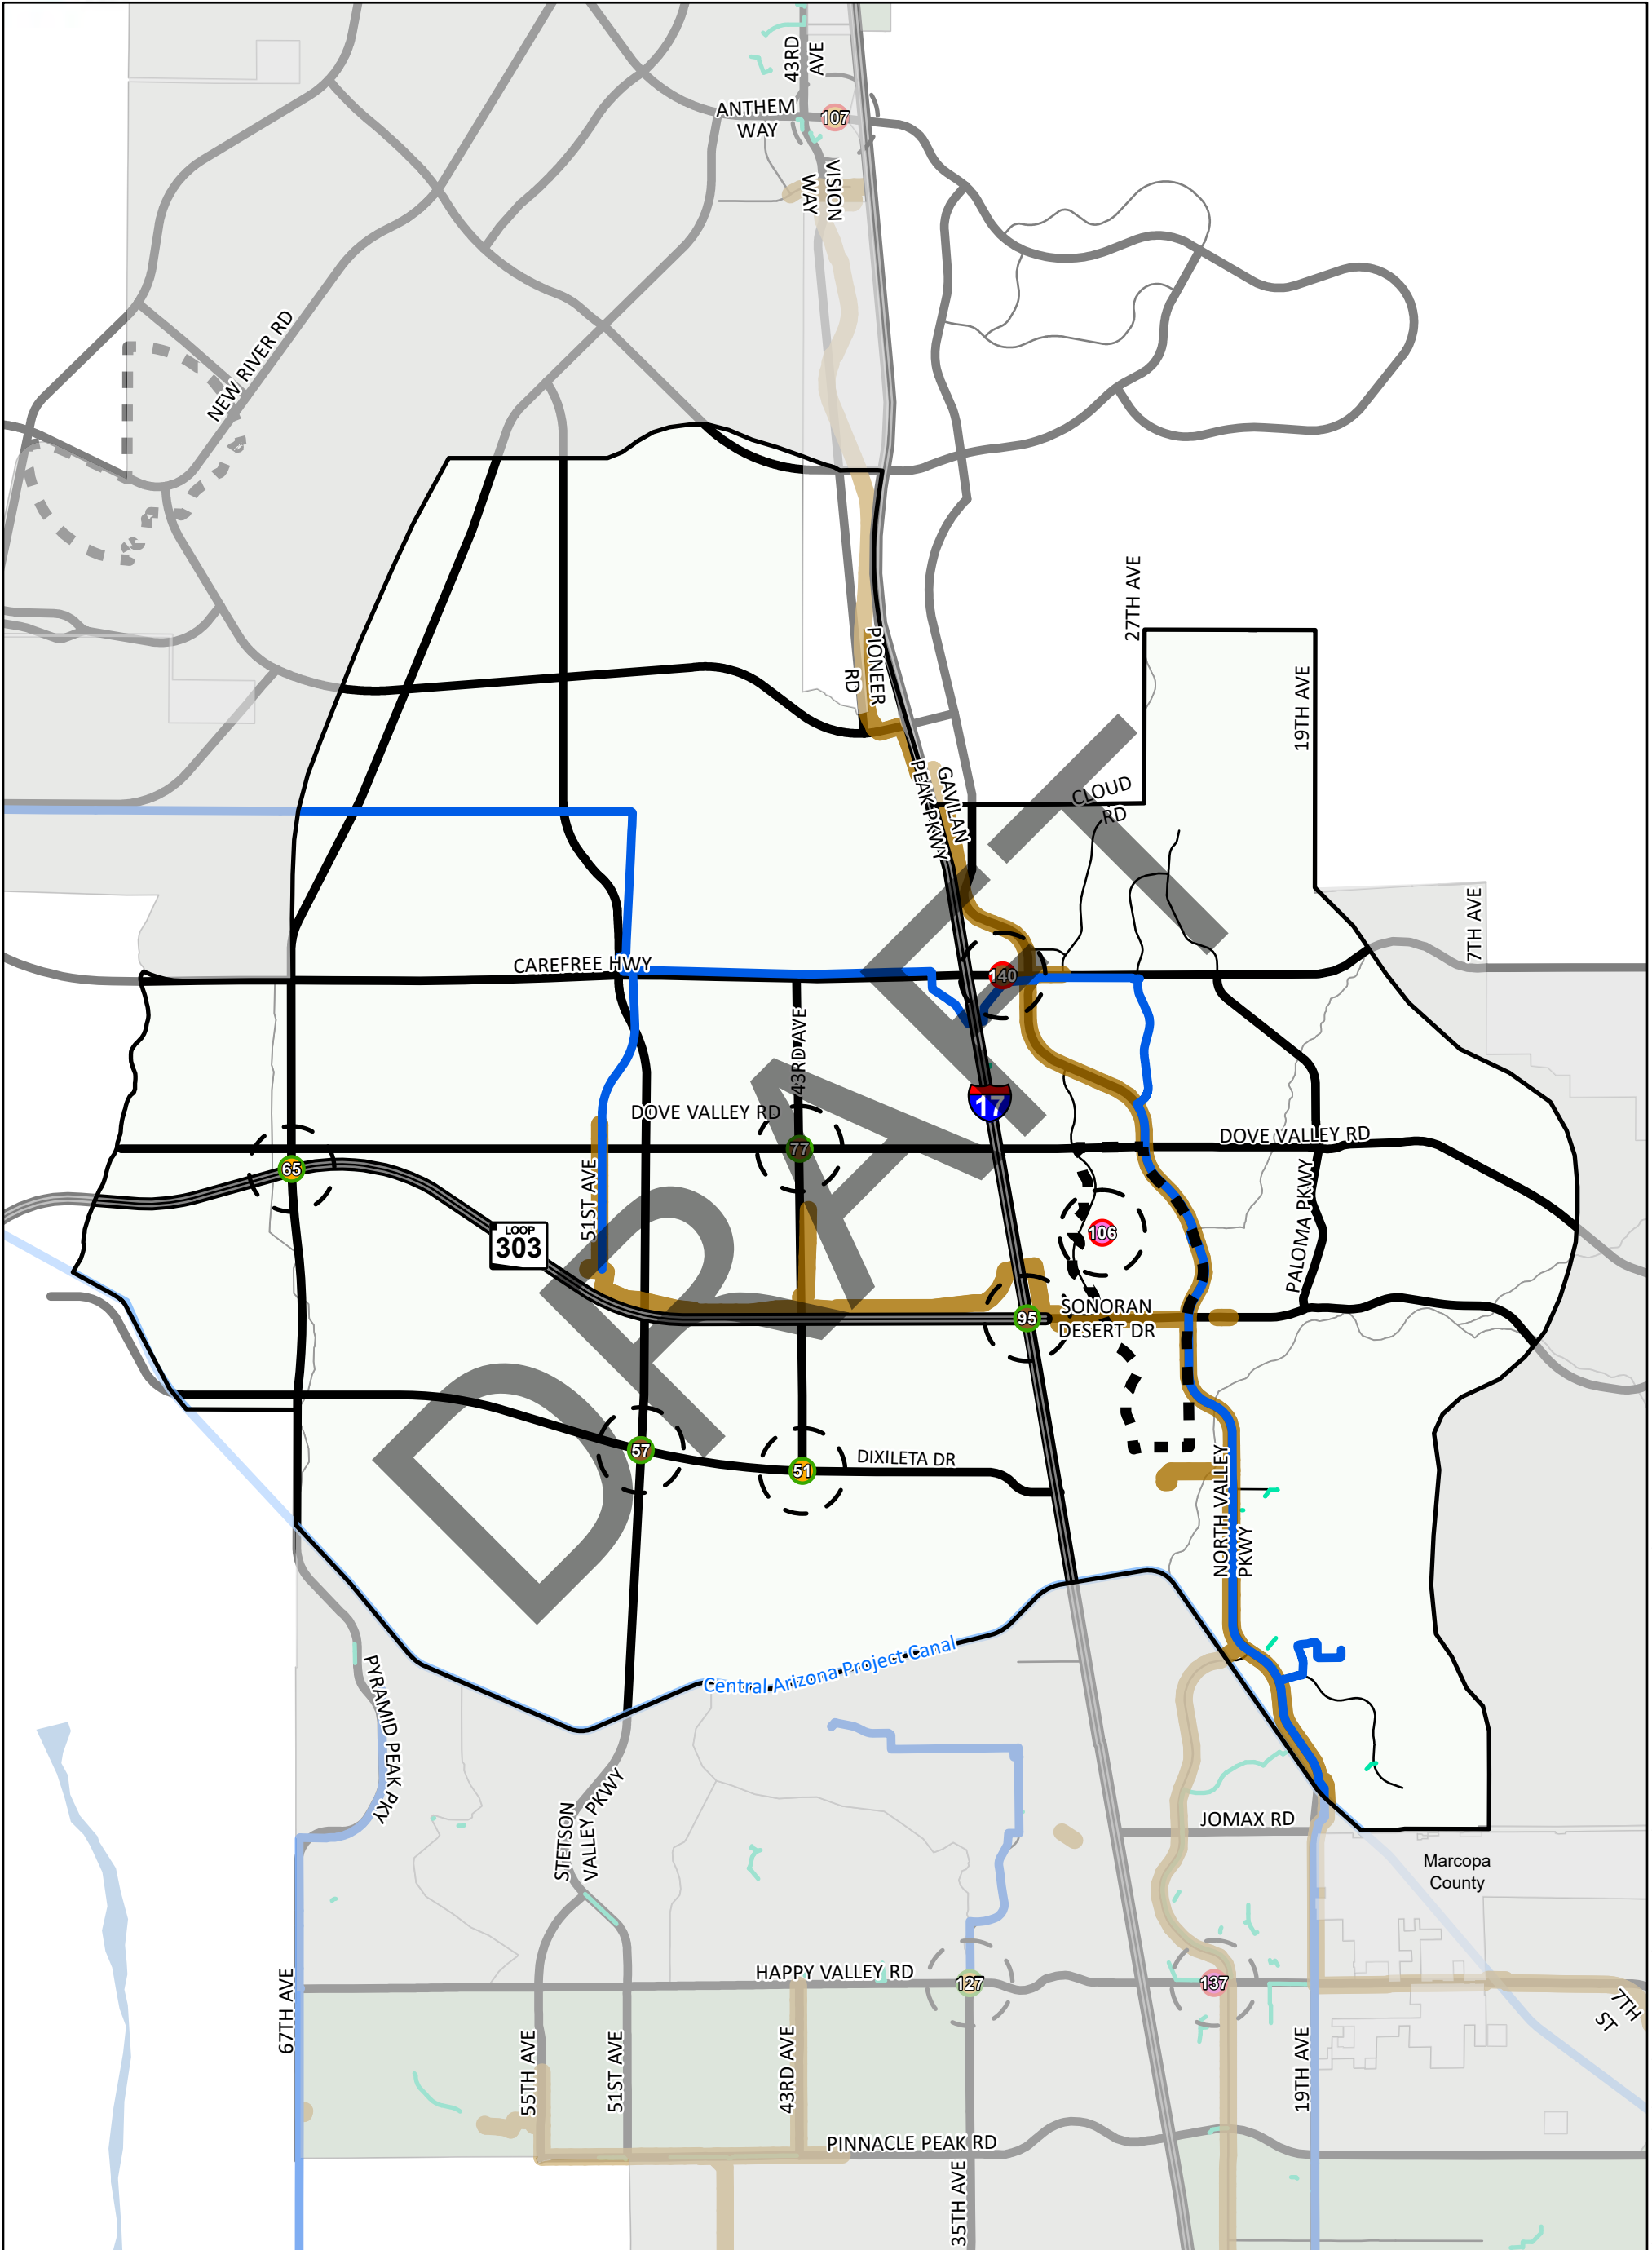 43RD
AVE
ANTHEM
WAY
107
VISION
WAY
NEW RIVER RD
27TH AVE
PIONEER
RD
19TH AVE
GAVILAN
PEAK PKWY
CLOUD
RD
7TH AVE
CAREFREE HWY
140
43RD AVE
17
DOVE VALLEY RD
DOVE VALLEY RD
77
65
51ST AVE
PALOMA PKWY
106
LOOP
303
SONORAN
DESERT DR
95
DRAFT
57
51
DIXILETA DR
NORTH VALLEY
PKWY
Central Arizona Project Canal
PYRAMID PEAK PKY
STETSON
VALLEY PKWY
JOMAX RD
Marcopa
County
HAPPY VALLEY RD
127
137
7TH
ST
67TH AVE
55TH AVE
51ST AVE
43RD AVE
19TH AVE
PINNACLE PEAK RD
35TH AVE